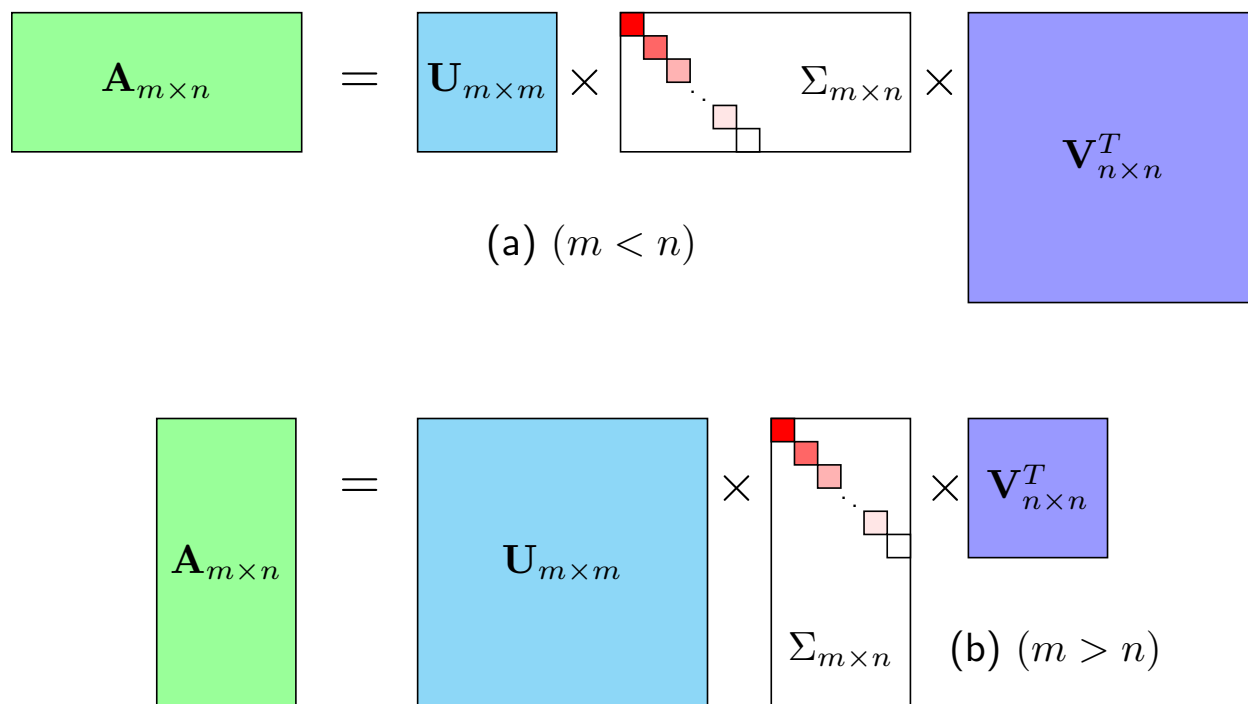 A_{m×n} = U_{m×m} × Σ_{m×n} × V^T_{n×n}
(a) (m < n)
A_{m×n} = U_{m×m} × Σ_{m×n} × V^T_{n×n}
(b) (m > n)